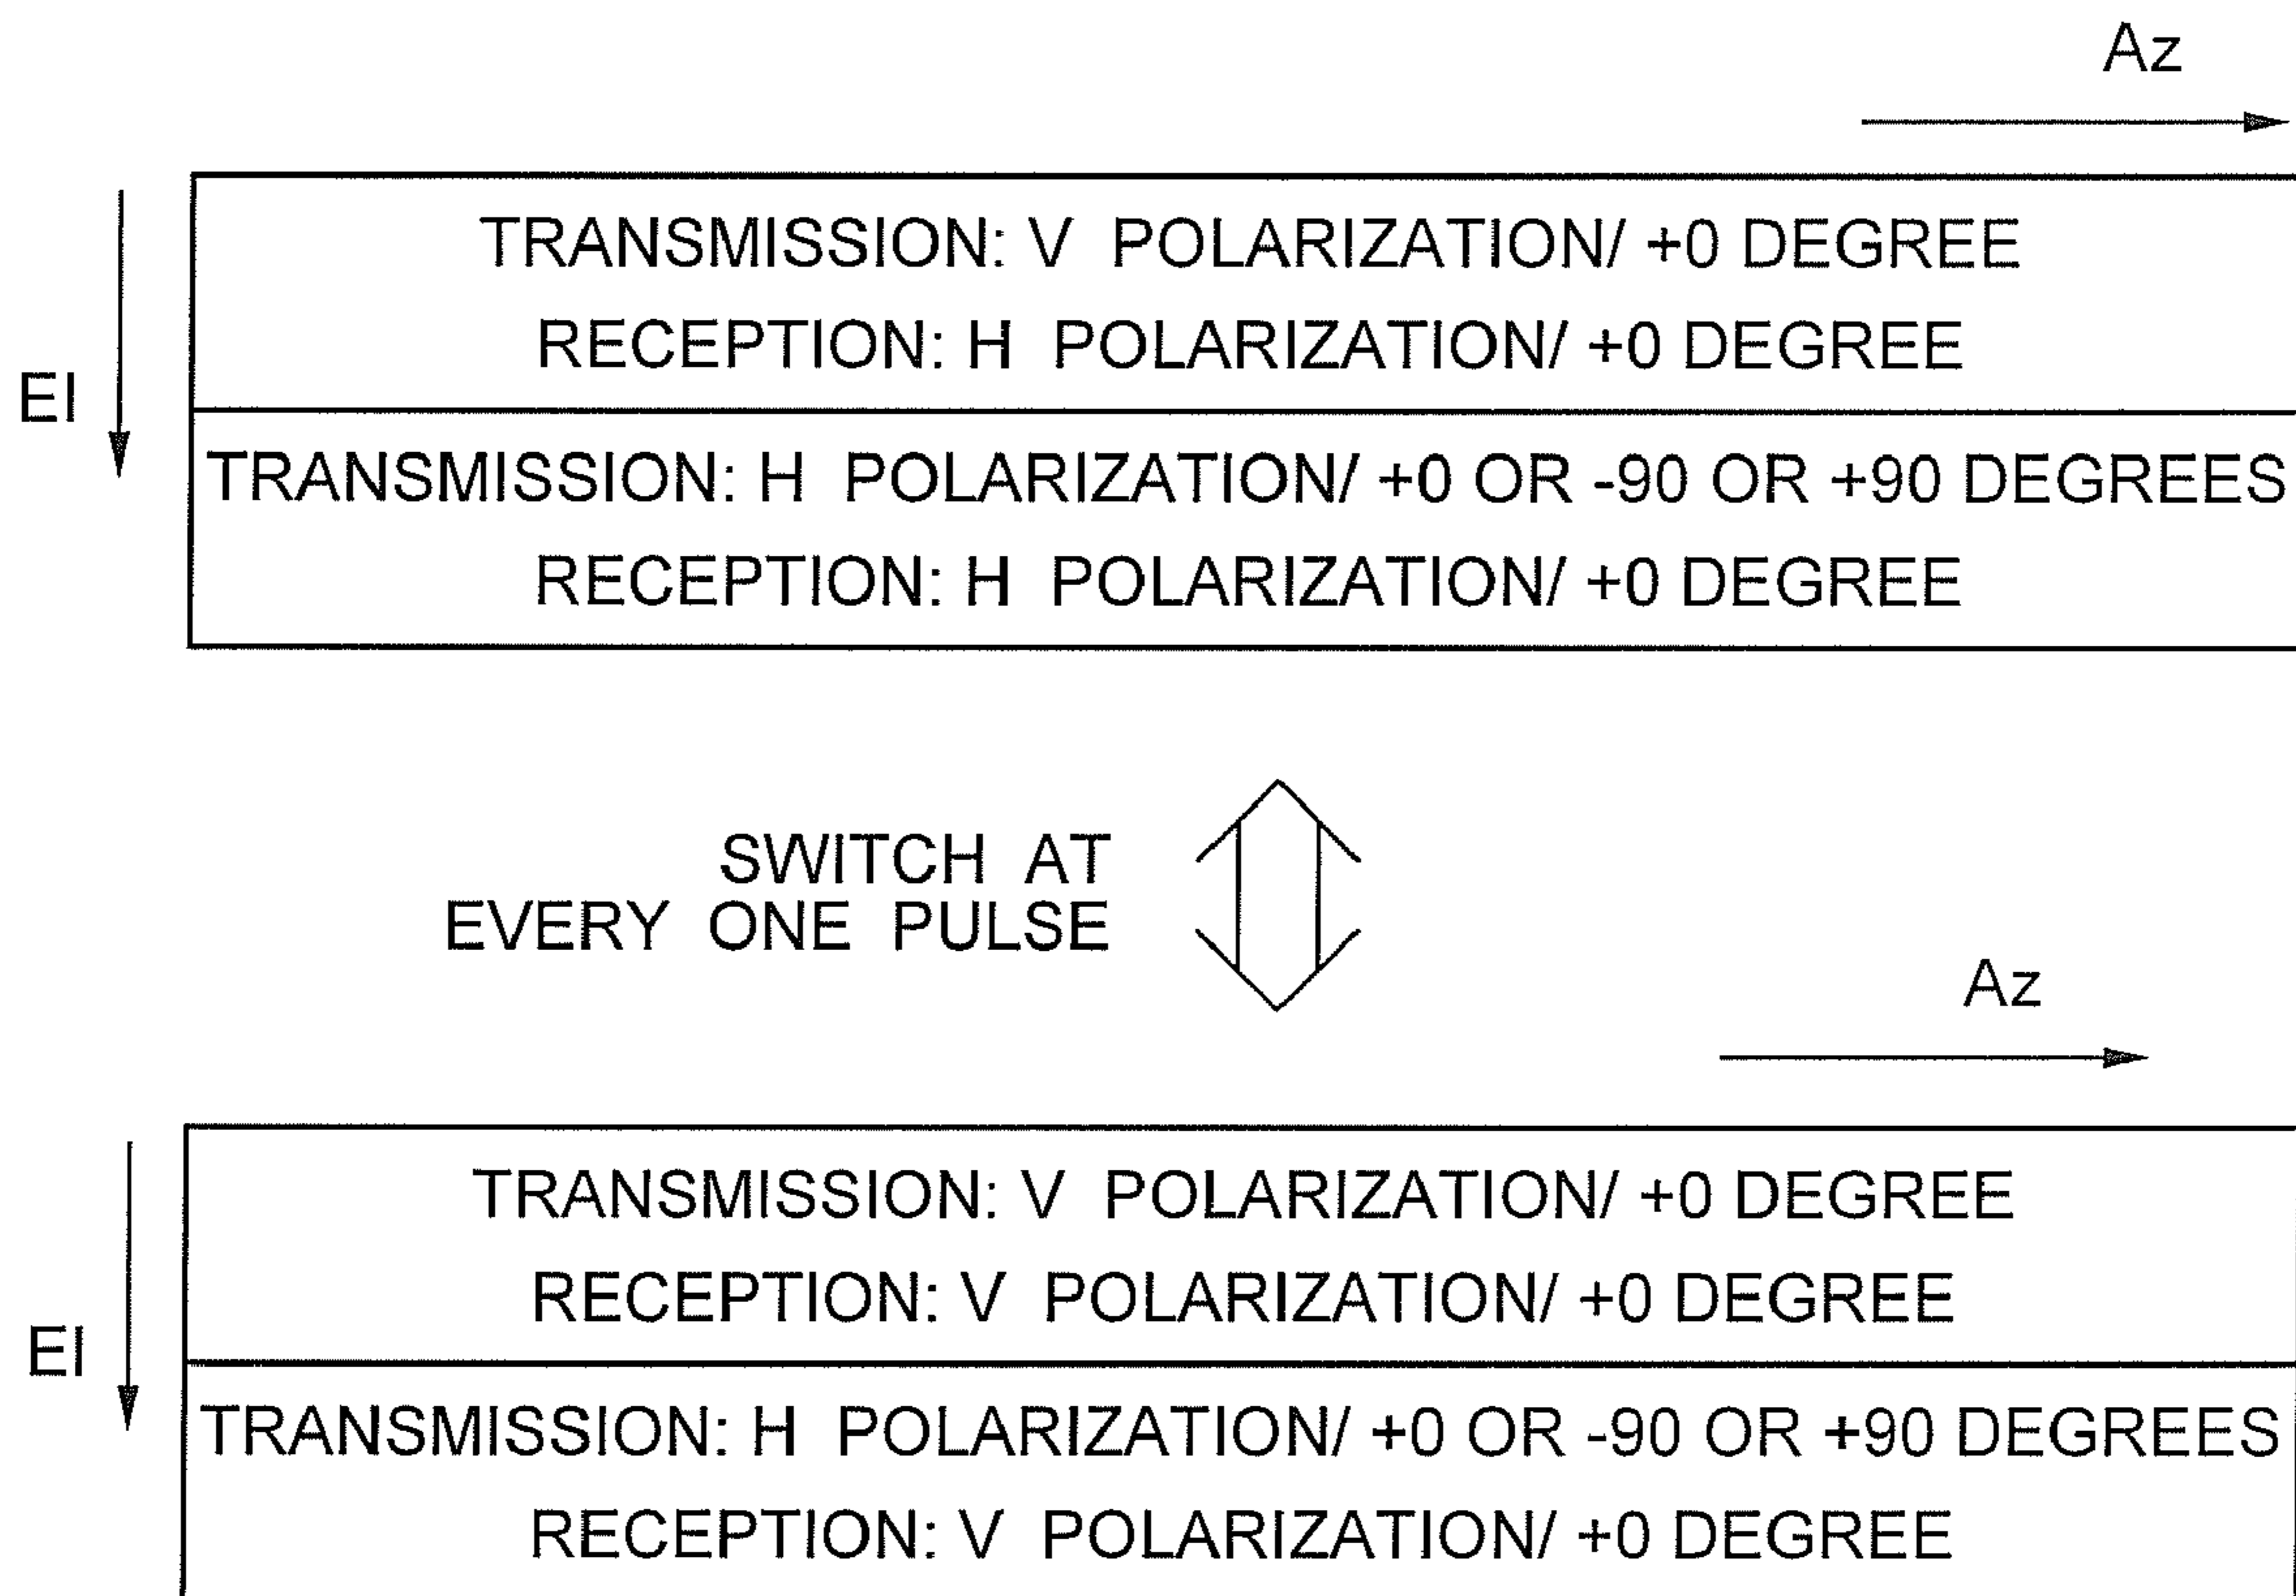 Az
TRANSMISSION: V POLARIZATION/ +0 DEGREE
RECEPTION: H POLARIZATION/ +0 DEGREE
El
TRANSMISSION: H POLARIZATION/ +0 OR -90 OR +90 DEGREES
RECEPTION: H POLARIZATION/ +0 DEGREE
SWITCH AT
EVERY ONE PULSE
Az
TRANSMISSION: V POLARIZATION/ +0 DEGREE
RECEPTION: V POLARIZATION/ +0 DEGREE
El
TRANSMISSION: H POLARIZATION/ +0 OR -90 OR +90 DEGREES
RECEPTION: V POLARIZATION/ +0 DEGREE